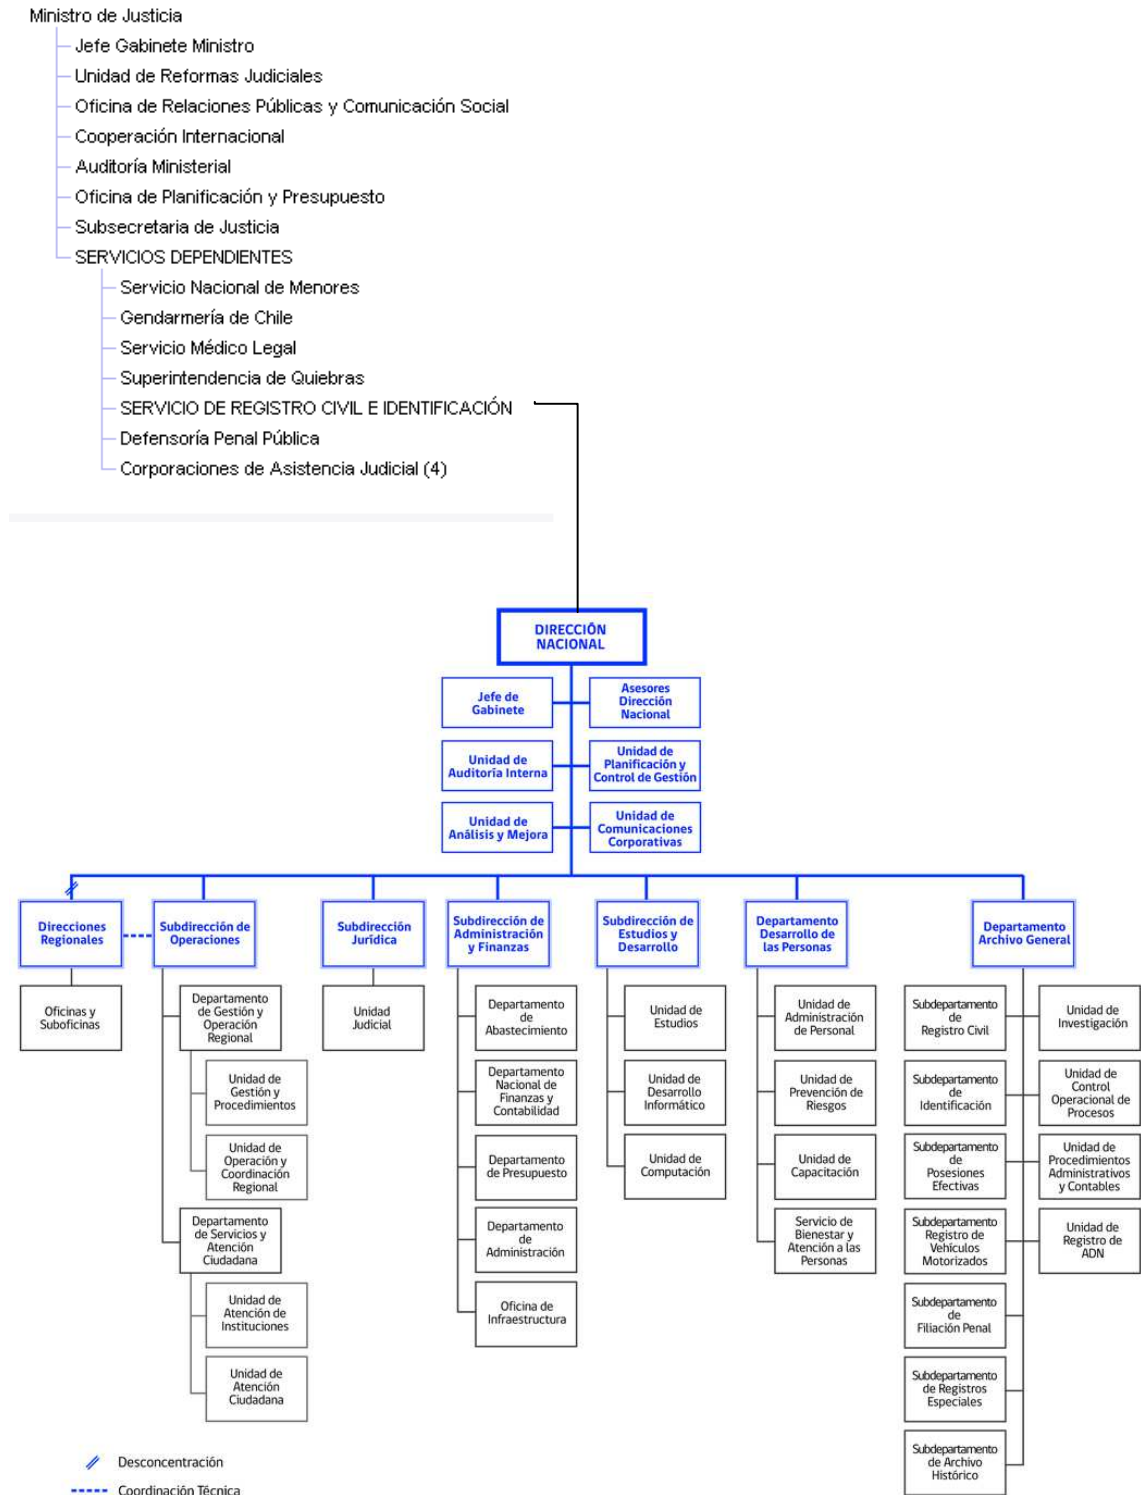 Ministro de Justicia
Jefe Gabinete Ministro
Unidad de Reformas Judiciales
Oficina de Relaciones Públicas y Comunicación Social
Cooperación Internacional
Auditoría Ministerial
Oficina de Planificación y Presupuesto
Subsecretaria de Justicia
SERVICIOS DEPENDIENTES
Servicio Nacional de Menores
Gendarmería de Chile
Servicio Médico Legal
Superintendencia de Quiebras
SERVICIO DE REGISTRO CIVIL E IDENTIFICACIÓN
Defensoría Penal Pública
Corporaciones de Asistencia Judicial (4)
DIRECCIÓN
NACIONAL
Jefe de
Gabinete
Asesores
Dirección
Nacional
Unidad de
Auditoría Interna
Unidad de
Planificación y
Control de Gestión
Unidad de
Análisis y Mejora
Unidad de
Comunicaciones
Corporativas
Direcciones
Regionales
Oficinas y
Suboficinas
Subdirección de
Operaciones
Departamento
de Gestión y
Operación
Regional
Unidad de
Gestión y
Procedimientos
Unidad de
Operación y
Coordinación
Regional
Departamento
de Servicios y
Atención
Ciudadana
Unidad de
Atención de
Instituciones
Unidad de
Atención
Ciudadana
Subdirección
Jurídica
Unidad
Judicial
Subdirección de
Administración
y Finanzas
Departamento
de
Abastecimiento
Departamento
Nacional de
Finanzas y
Contabilidad
Departamento
de Presupuesto
Departamento
de
Administración
Oficina de
Infraestructura
Subdirección de
Estudios y
Desarrollo
Unidad de
Estudios
Unidad de
Desarrollo
Informático
Unidad de
Computación
Departamento
Desarrollo de
las Personas
Unidad de
Administración
de Personal
Unidad de
Prevención de
Riesgos
Unidad de
Capacitación
Servicio de
Bienestar y
Atención a las
Personas
Departamento
Archivo General
Subdepartamento
de
Registro Civil
Unidad de
Investigación
Subdepartamento
de
Identificación
Unidad de
Control
Operacional de
Procesos
Subdepartamento
de
Posesiones
Efectivas
Unidad de
Procedimientos
Administrativos
y Contables
Subdepartamento
Registro de
Vehículos
Motorizados
Unidad de
Registro de
ADN
Subdepartamento
de
Filiación Penal
Subdepartamento
de Registros
Especiales
Subdepartamento
de Archivo
Histórico
Desconcentración
Coordinación Técnica